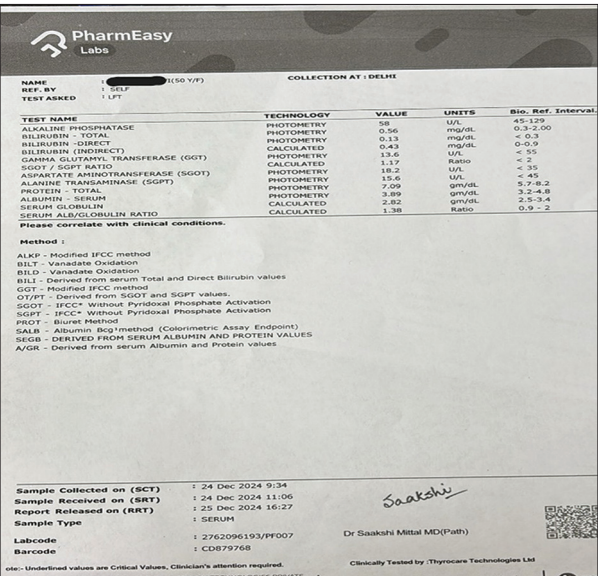 PharmEasy
Labs
NAME : I(50 Y/F) COLLECTION AT : DELHI
REF. BY : SELF
TEST ASKED : LFT
TEST NAME TECHNOLOGY VALUE UNITS Bio. Ref. Interval.
ALKALINE PHOSPHATASE PHOTOMETRY 58 U/L 45-129
BILIRUBIN - TOTAL PHOTOMETRY 0.56 mg/dL 0.3-2.00
BILIRUBIN -DIRECT PHOTOMETRY 0.13 mg/dL < 0.3
BILIRUBIN (INDIRECT) CALCULATED 0.43 mg/dL 0-0.9
GAMMA GLUTAMYL TRANSFERASE (GGT) PHOTOMETRY 13.6 U/L < 55
SGOT / SGPT RATIO CALCULATED 1.17 Ratio < 2
ASPARTATE AMINOTRANSFERASE (SGOT) PHOTOMETRY 18.2 U/L < 35
ALANINE TRANSAMINASE (SGPT) PHOTOMETRY 15.6 U/L < 45
PROTEIN - TOTAL PHOTOMETRY 7.09 gm/dL 5.7-8.2
ALBUMIN - SERUM PHOTOMETRY 3.89 gm/dL 3.2-4.8
SERUM GLOBULIN CALCULATED 2.82 gm/dL 2.5-3.4
SERUM ALB/GLOBULIN RATIO CALCULATED 1.38 Ratio 0.9 - 2
Please correlate with clinical conditions.
Method :
ALKP - Modified IFCC method
BILT - Vanadate Oxidation
BILD - Vanadate Oxidation
BILI - Derived from serum Total and Direct Bilirubin values
GGT - Modified IFCC method
OT/PT - Derived from SGOT and SGPT values.
SGOT - IFCC* Without Pyridoxal Phosphate Activation
SGPT - IFCC* Without Pyridoxal Phosphate Activation
PROT - Biuret Method
SALB - Albumin Bcg¹method (Colorimetric Assay Endpoint)
SEGB - DERIVED FROM SERUM ALBUMIN AND PROTEIN VALUES
A/GR - Derived from serum Albumin and Protein values
Sample Collected on (SCT) : 24 Dec 2024 9:34
Sample Received on (SRT) : 24 Dec 2024 11:06
Report Released on (RRT) : 25 Dec 2024 16:27
Sample Type : SERUM
Saakshi
Labcode : 2762096193/PF007 Dr Saakshi Mittal MD(Path)
Barcode : CD879768
ote:- Underlined values are Critical Values, Clinician's attention required. Clinically Tested by :Thyrocare Technologies Ltd